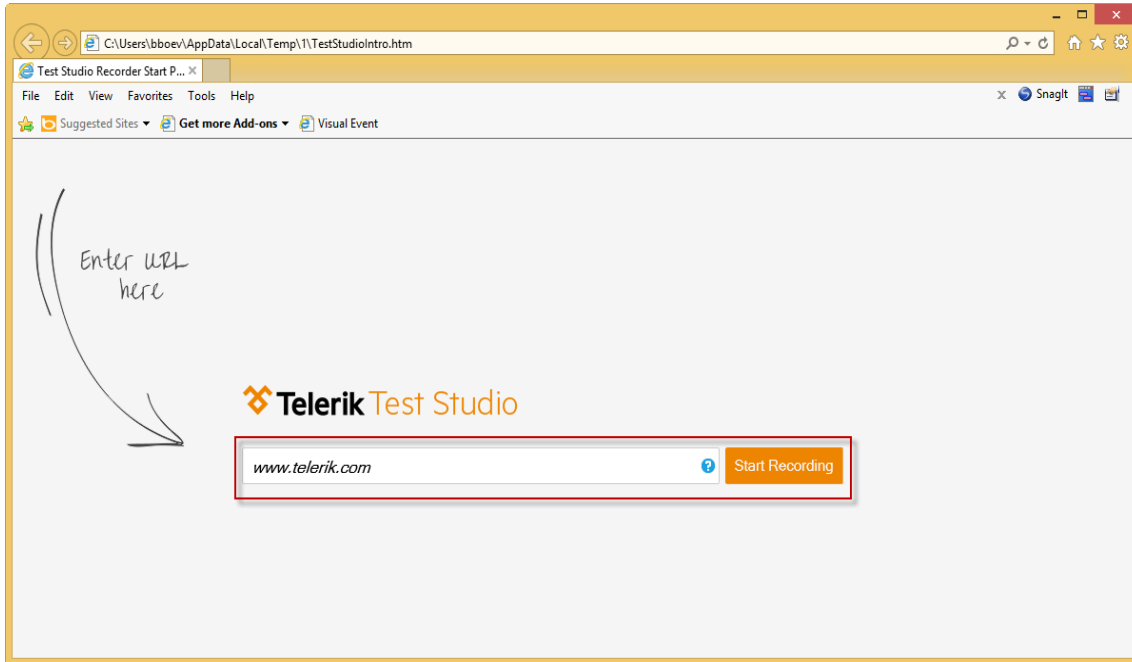 C:\Users\bboev\AppData\Local\Temp\1\TestStudioIntro.htm
Test Studio Recorder Start P...
File Edit View Favorites Tools Help
x SnagIt
Suggested Sites Get more Add-ons Visual Event
Enter URL
here
Telerik Test Studio
www.telerik.com ? Start Recording